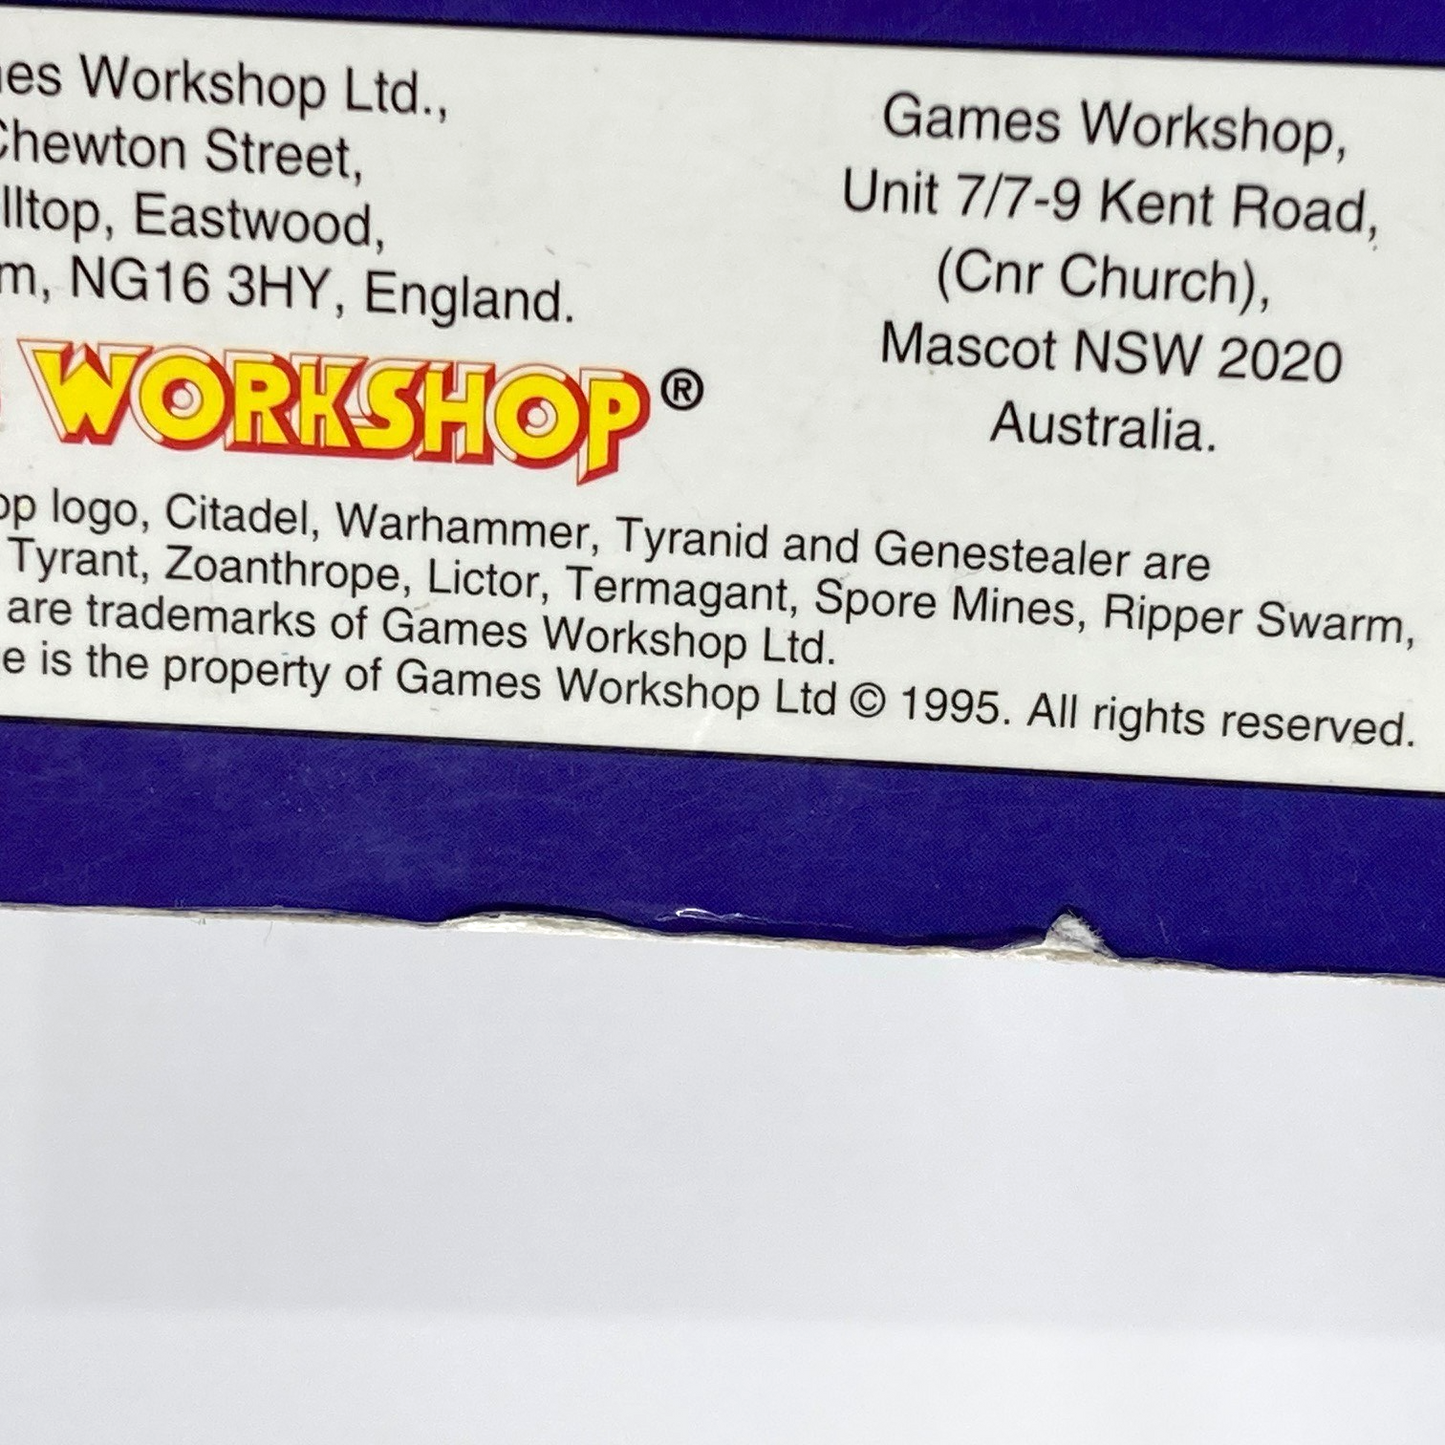 es Workshop Ltd.,
Chewton Street,
lltop, Eastwood,
m, NG16 3HY, England.
Games Workshop,
Unit 7/7-9 Kent Road,
(Cnr Church),
Mascot NSW 2020
Australia.
WORKSHOP®
op logo, Citadel, Warhammer, Tyranid and Genestealer are
Tyrant, Zoanthrope, Lictor, Termagant, Spore Mines, Ripper Swarm,
are trademarks of Games Workshop Ltd.
e is the property of Games Workshop Ltd © 1995. All rights reserved.